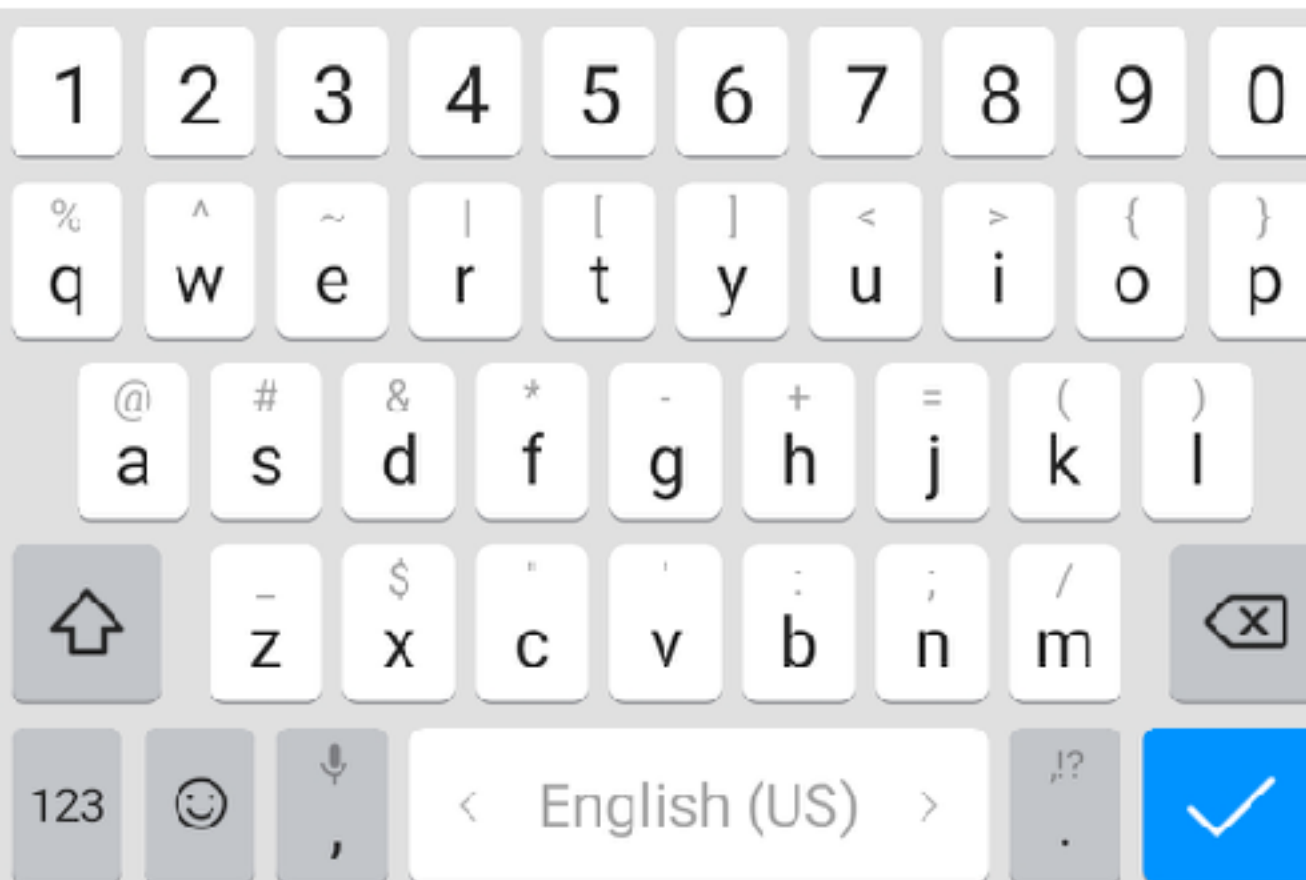 1 2 3 4 5 6 7 8 9 0
% ^ ~ | [ ] < > { }
q w e r t y u i o p
@ # & * - + = ( )
a s d f g h j k l
_ $ " ' : ; /
z x c v b n m
,!?
123 , < English (US) > .